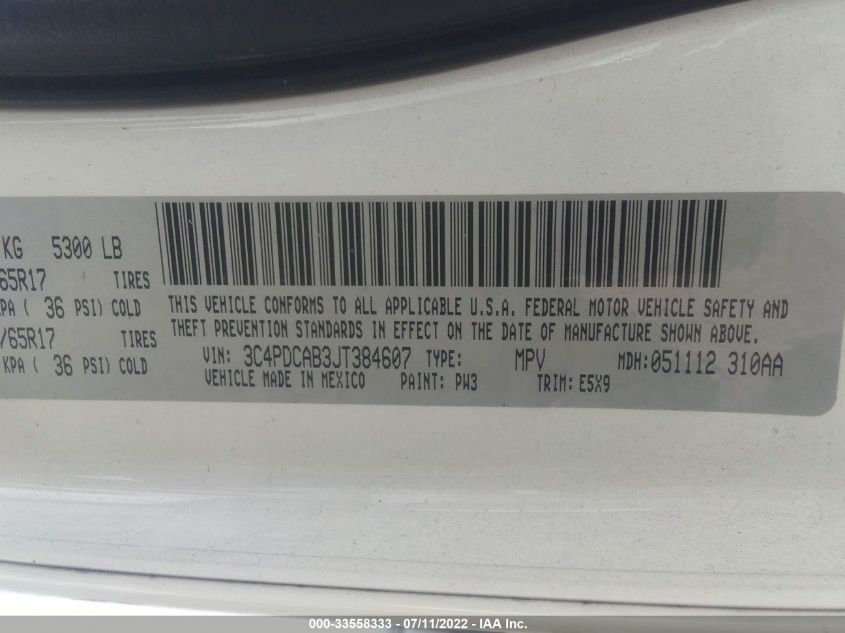 KG 5300 LB
65R17 TIRES
KPA ( 36 PSI) COLD
/65R17 TIRES
KPA ( 36 PSI) COLD
THIS VEHICLE CONFORMS TO ALL APPLICABLE U.S.A. FEDERAL MOTOR VEHICLE SAFETY AND
THEFT PREVENTION STANDARDS IN EFFECT ON THE DATE OF MANUFACTURE SHOWN ABOVE.
VIN: 3C4PDCAB3JT384607 TYPE: MPV MDH:051112 310AA
VEHICLE MADE IN MEXICO PAINT: PW3 TRIM: E5X9
000-33558333 - 07/11/2022 - IAA Inc.